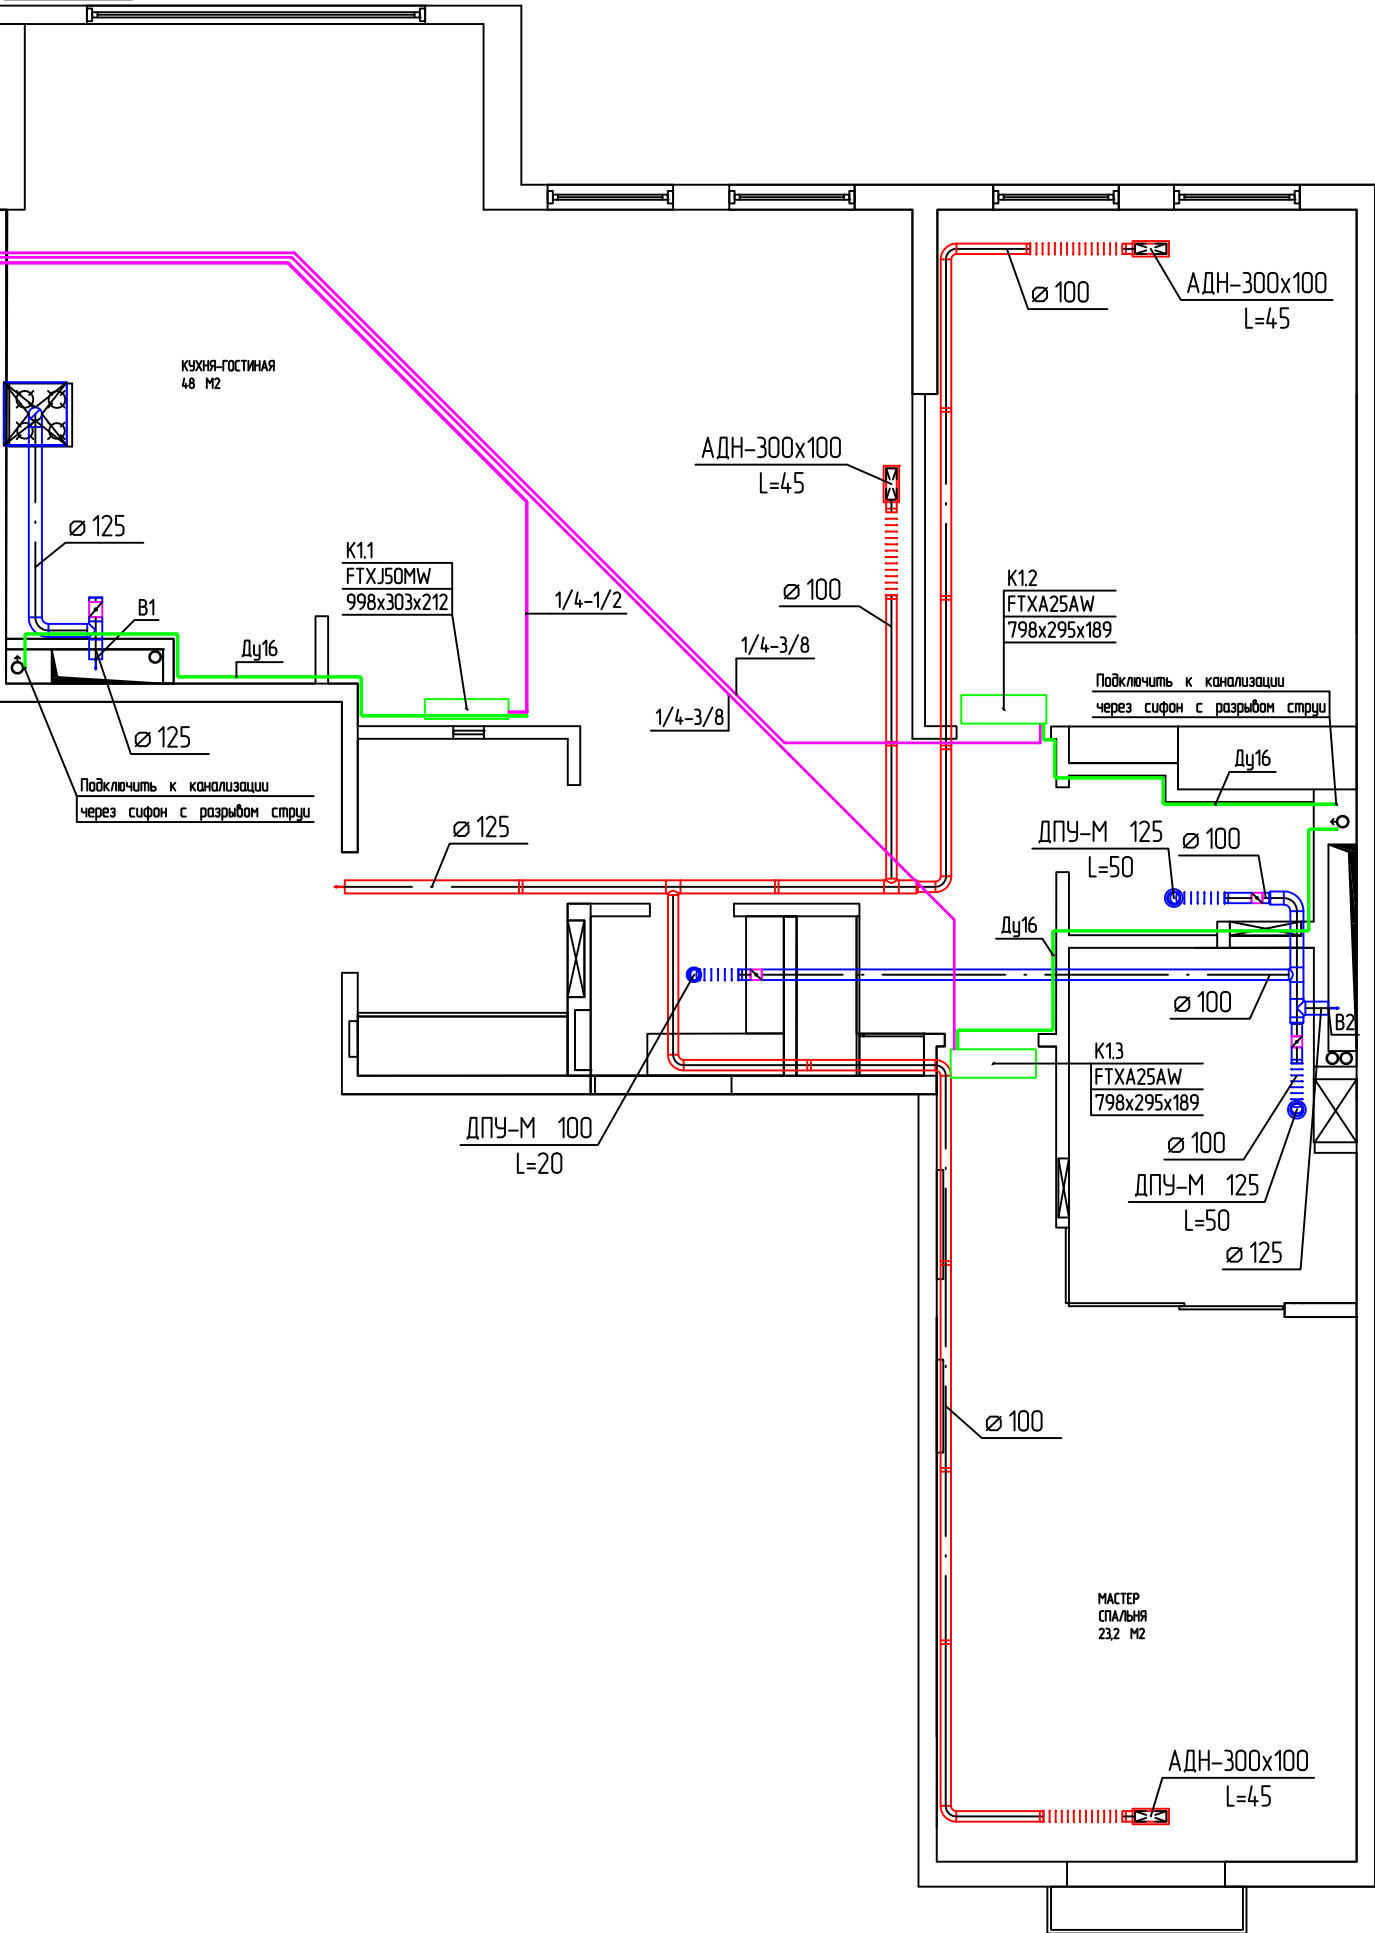 АДН-300х100
L=45
⌀ 100
КУХНЯ-ГОСТИНАЯ
48 М2
АДН-300х100
L=45
⌀ 125
К1.1
FTXJ50MW
998х303х212
1/4-1/2
⌀ 100
К1.2
FTXA25AW
798х295х189
В1
Ду16
1/4-3/8
1/4-3/8
Подключить к канализации
через сифон с разрывом струи
⌀ 125
Ду16
Подключить к канализации
через сифон с разрывом струи
⌀ 125
ДПУ-М 125
L=50
⌀ 100
Ду16
⌀ 100
В2
К1.3
FTXA25AW
798х295х189
ДПУ-М 100
L=20
⌀ 100
ДПУ-М 125
L=50
⌀ 125
⌀ 100
МАСТЕР
СПАЛЬНЯ
23,2 М2
АДН-300х100
L=45